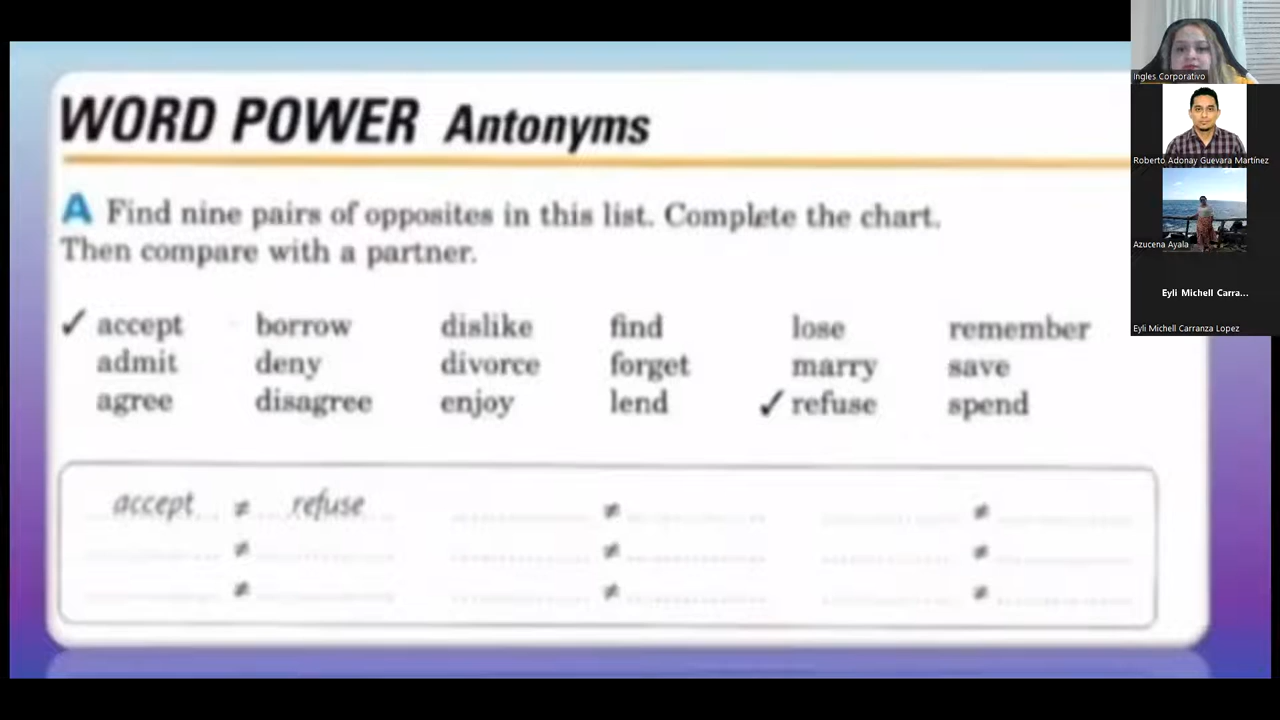 WORD POWER Antonyms
A Find nine pairs of opposites in this list. Complete the chart.
Then compare with a partner.
✓ accept borrow dislike find lose remember
admit deny divorce forget marry save
agree disagree enjoy lend ✓ refuse spend
accept ≠ refuse ≠ ≠
≠ ≠ ≠
≠ ≠ ≠
Ingles Corporativo
Roberto Adonay Guevara Martínez
Azucena Ayala
Eyli Michell Carra...
Eyli Michell Carranza Lopez